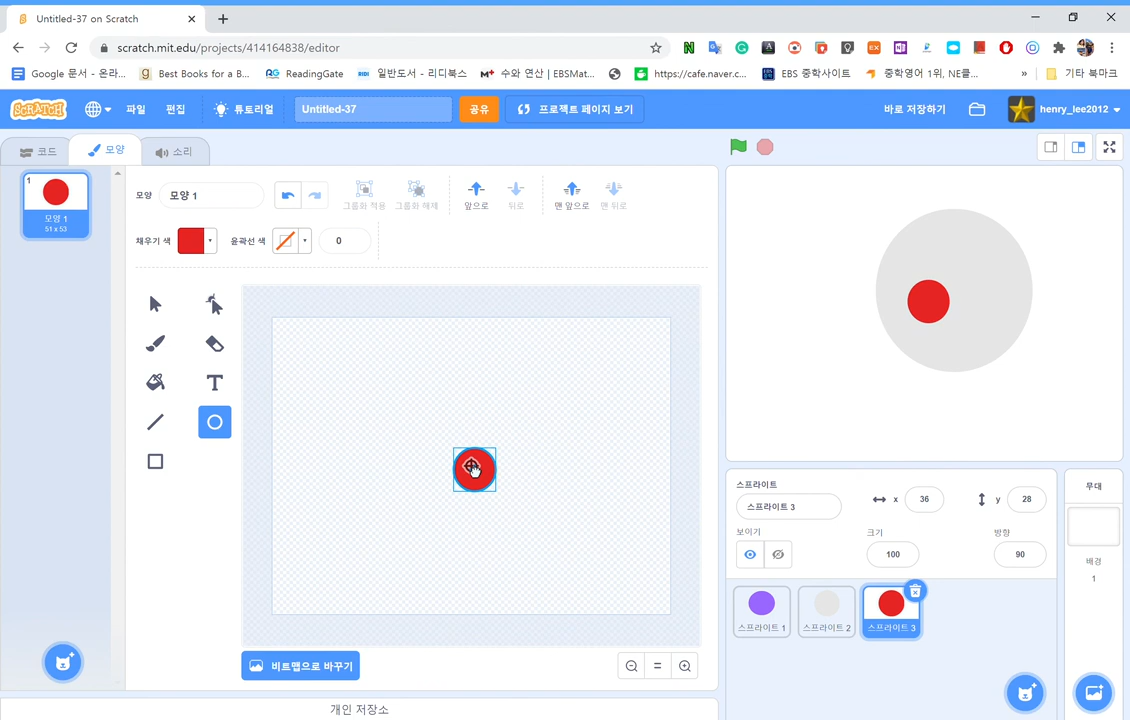 Untitled-37 on Scratch
scratch.mit.edu/projects/414164838/editor
Google 문서 - 온라...
Best Books for a B...
ReadingGate
일반도서 - 리디북스
수와 연산 | EBSMat...
https://cafe.naver.c...
EBS 중학사이트
중학영어 1위, NE클...
»
기타 북마크
SCRATCH
파일
편집
튜토리얼
Untitled-37
공유
프로젝트 페이지 보기
바로 저장하기
henry_lee2012
코드
모양
소리
1
모양 1
51 x 53
모양
모양 1
그룹화 적용
그룹화 해제
앞으로
뒤로
맨 앞으로
맨 뒤로
채우기 색
윤곽선 색
0
T
비트맵으로 바꾸기
개인 저장소
스프라이트
스프라이트 3
x
36
y
28
보이기
크기
방향
100
90
스프라이트 1
스프라이트 2
스프라이트 3
무대
배경
1